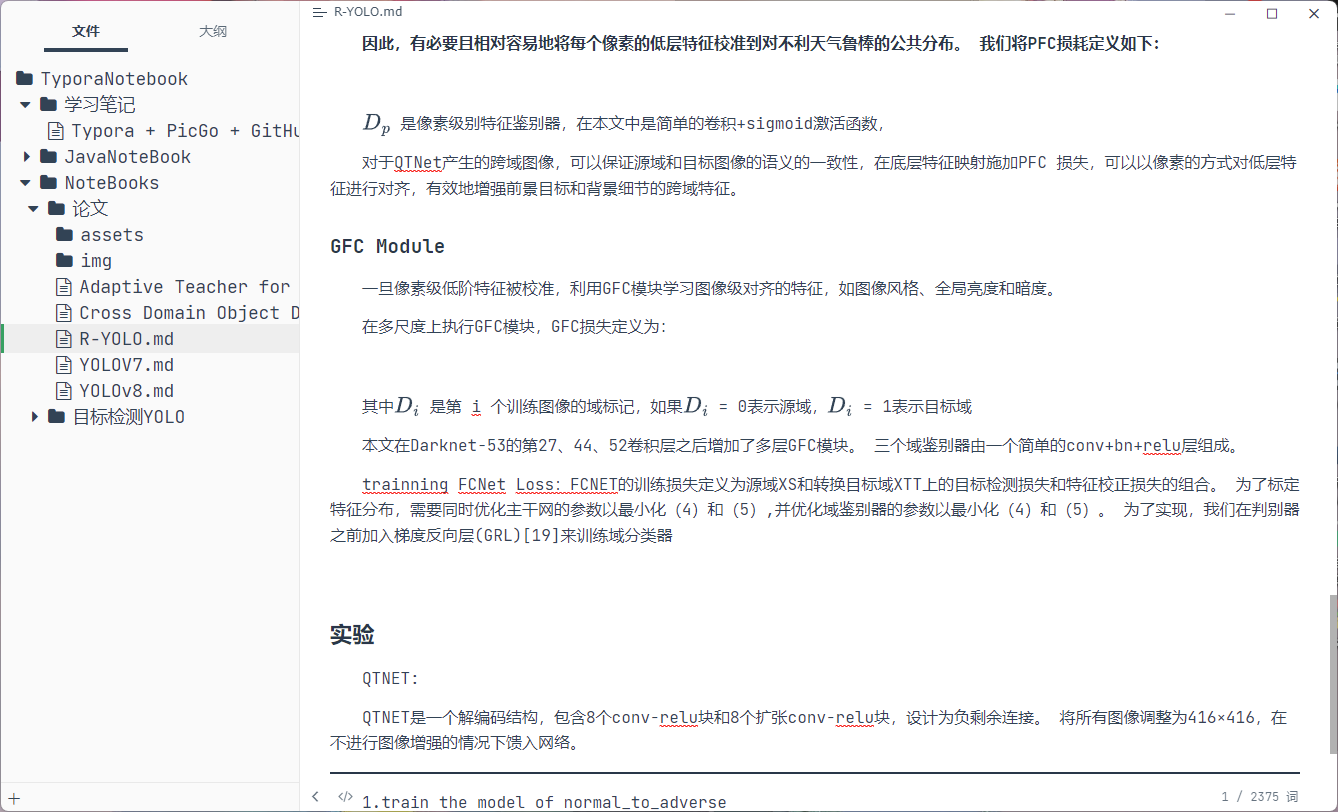 文件
大纲
TyporaNotebook
学习笔记
Typora + PicGo + GitHu
JavaNoteBook
NoteBooks
论文
assets
img
Adaptive Teacher for
Cross Domain Object D
R-YOLO.md
YOLOV7.md
YOLOv8.md
目标检测YOLO
R-YOLO.md
因此，有必要且相对容易地将每个像素的低层特征校准到对不利天气鲁棒的公共分布。 我们将PFC损耗定义如下：
Dp 是像素级别特征鉴别器，在本文中是简单的卷积+sigmoid激活函数，
对于QTNet产生的跨域图像，可以保证源域和目标图像的语义的一致性，在底层特征映射施加PFC 损失，可以以像素的方式对低层特
征进行对齐，有效地增强前景目标和背景细节的跨域特征。
GFC Module
一旦像素级低阶特征被校准，利用GFC模块学习图像级对齐的特征，如图像风格、全局亮度和暗度。
在多尺度上执行GFC模块，GFC损失定义为：
其中Di 是第 i 个训练图像的域标记，如果Di = 0表示源域，Di = 1表示目标域
本文在Darknet-53的第27、44、52卷积层之后增加了多层GFC模块。 三个域鉴别器由一个简单的conv+bn+relu层组成。
trainning FCNet Loss：FCNET的训练损失定义为源域XS和转换目标域XTT上的目标检测损失和特征校正损失的组合。 为了标定
特征分布，需要同时优化主干网的参数以最小化（4）和（5）,并优化域鉴别器的参数以最小化（4）和（5）。 为了实现，我们在判别器
之前加入梯度反向层(GRL)[19]来训练域分类器
实验
QTNET：
QTNET是一个解编码结构，包含8个conv-relu块和8个扩张conv-relu块，设计为负剩余连接。 将所有图像调整为416×416，在
不进行图像增强的情况下馈入网络。
1.train the model of normal_to_adverse
1 / 2375 词